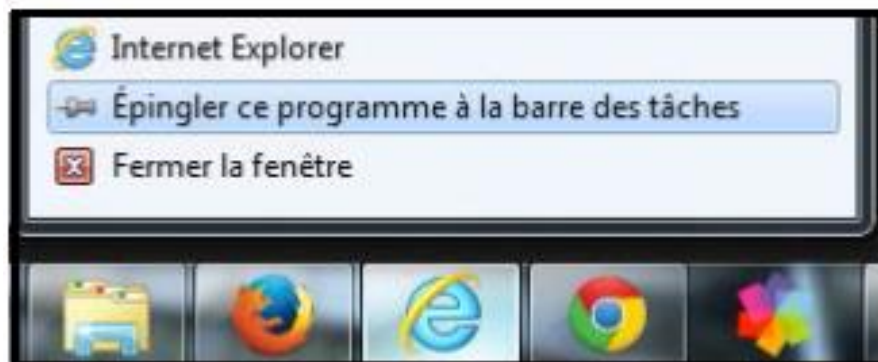 Internet Explorer
Épingler ce programme à la barre des tâches
Fermer la fenêtre